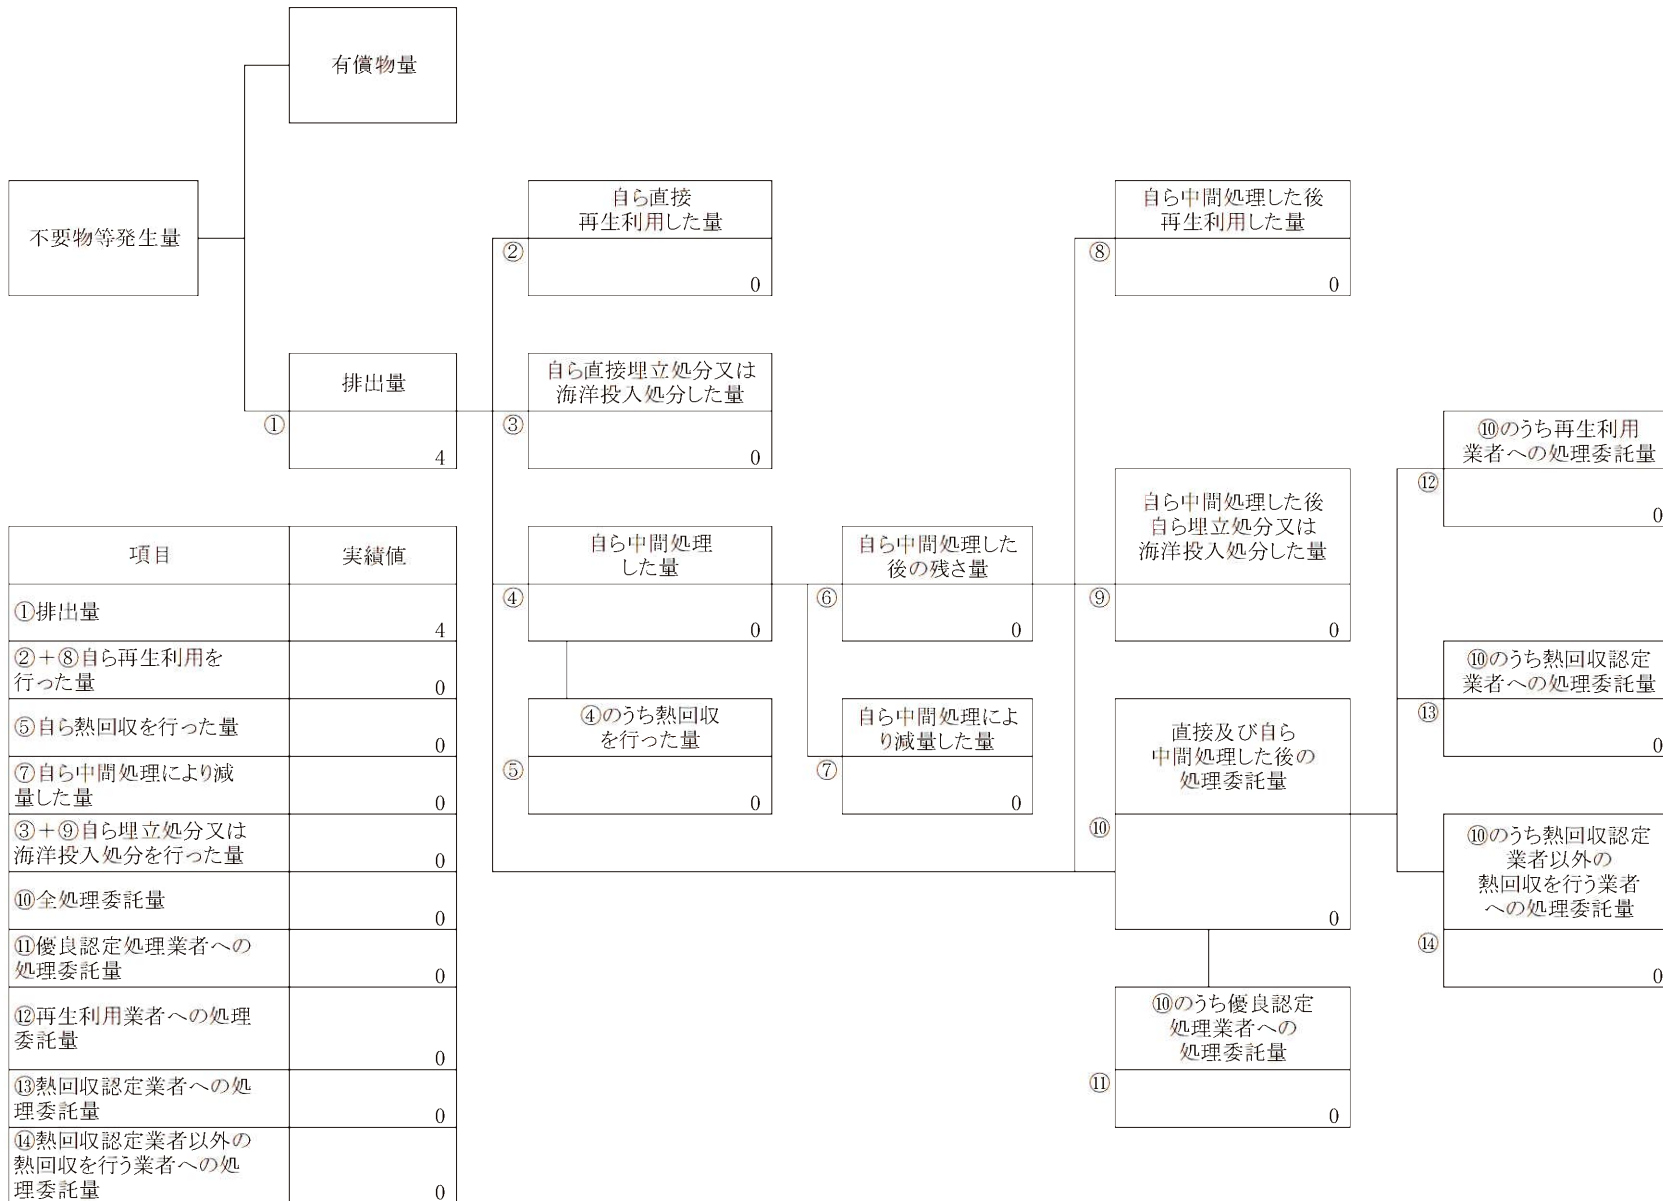 有償物量
不要物等発生量
自ら直接
再生利用した量
②
0
自ら中間処理した後
再生利用した量
⑧
0
排出量
①
4
自ら直接埋立処分又は
海洋投入処分した量
③
0
⑩のうち再生利用
業者への処理委託量
⑫
0
自ら中間処理
した量
④
0
自ら中間処理した
後の残さ量
⑥
0
自ら中間処理した後
自ら埋立処分又は
海洋投入処分した量
⑨
0
⑩のうち熱回収認定
業者への処理委託量
⑬
0
④のうち熱回収
を行った量
⑤
0
自ら中間処理によ
り減量した量
⑦
0
直接及び自ら
中間処理した後の
処理委託量
⑩
0
⑩のうち熱回収認定
業者以外の
熱回収を行う業者
への処理委託量
⑭
0
⑩のうち優良認定
処理業者への
処理委託量
⑪
0
項目 実績値
①排出量
4
②+⑧自ら再生利用を
行った量 0
⑤自ら熱回収を行った量
0
⑦自ら中間処理により減
量した量 0
③+⑨自ら埋立処分又は
海洋投入処分を行った量 0
⑩全処理委託量
0
⑪優良認定処理業者への
処理委託量 0
⑫再生利用業者への処理
委託量
0
⑬熱回収認定業者への処
理委託量 0
⑭熱回収認定業者以外の
熱回収を行う業者への処
理委託量 0